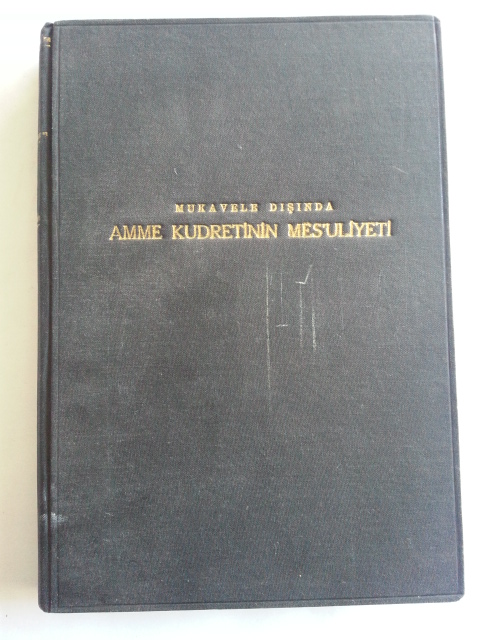 MUKAVELE DIŞINDA
AMME KUDRETİNİN MES'ULİYETİ